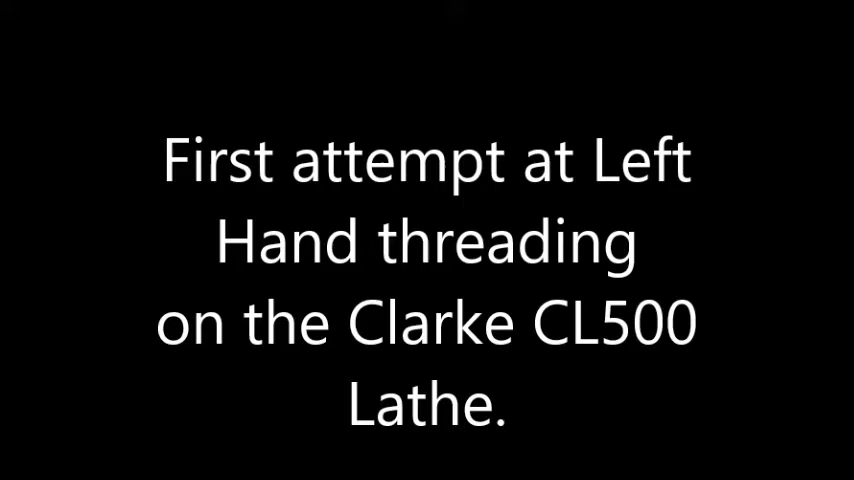 First attempt at Left
Hand threading
on the Clarke CL500
Lathe.